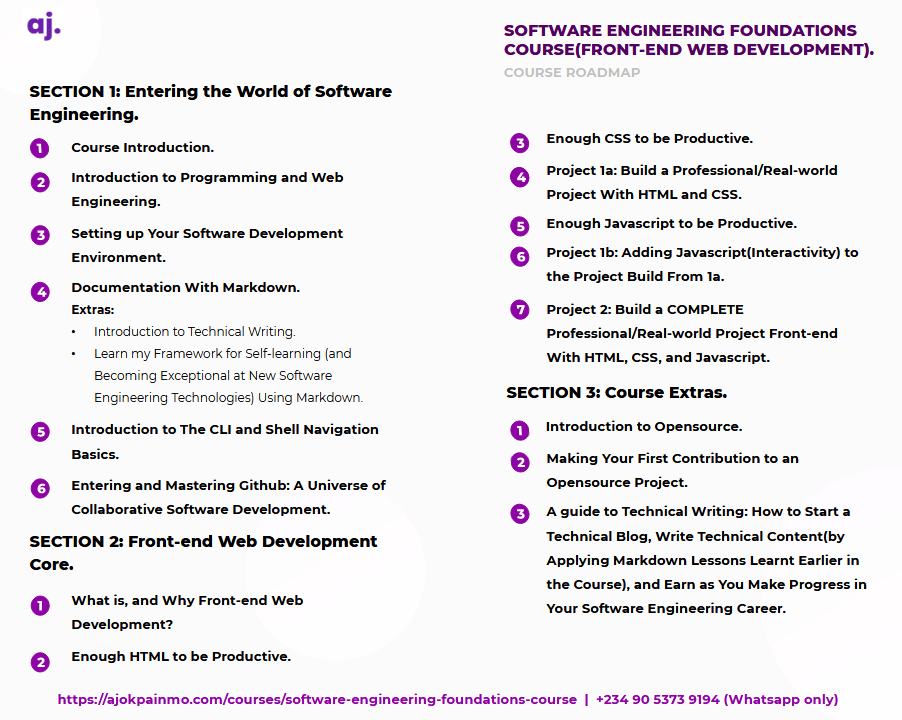 aj.
SOFTWARE ENGINEERING FOUNDATIONS
COURSE(FRONT-END WEB DEVELOPMENT).
COURSE ROADMAP
SECTION 1: Entering the World of Software
Engineering.
1 Course Introduction.
2 Introduction to Programming and Web
Engineering.
3 Setting up Your Software Development
Environment.
4 Documentation With Markdown.
Extras:
• Introduction to Technical Writing.
• Learn my Framework for Self-learning (and
Becoming Exceptional at New Software
Engineering Technologies) Using Markdown.
5 Introduction to The CLI and Shell Navigation
Basics.
6 Entering and Mastering Github: A Universe of
Collaborative Software Development.
SECTION 2: Front-end Web Development
Core.
1 What is, and Why Front-end Web
Development?
2 Enough HTML to be Productive.
3 Enough CSS to be Productive.
4 Project 1a: Build a Professional/Real-world
Project With HTML and CSS.
5 Enough Javascript to be Productive.
6 Project 1b: Adding Javascript(Interactivity) to
the Project Build From 1a.
7 Project 2: Build a COMPLETE
Professional/Real-world Project Front-end
With HTML, CSS, and Javascript.
SECTION 3: Course Extras.
1 Introduction to Opensource.
2 Making Your First Contribution to an
Opensource Project.
3 A guide to Technical Writing: How to Start a
Technical Blog, Write Technical Content(by
Applying Markdown Lessons Learnt Earlier in
the Course), and Earn as You Make Progress in
Your Software Engineering Career.
https://ajokpainmo.com/courses/software-engineering-foundations-course | +234 90 5373 9194 (Whatsapp only)